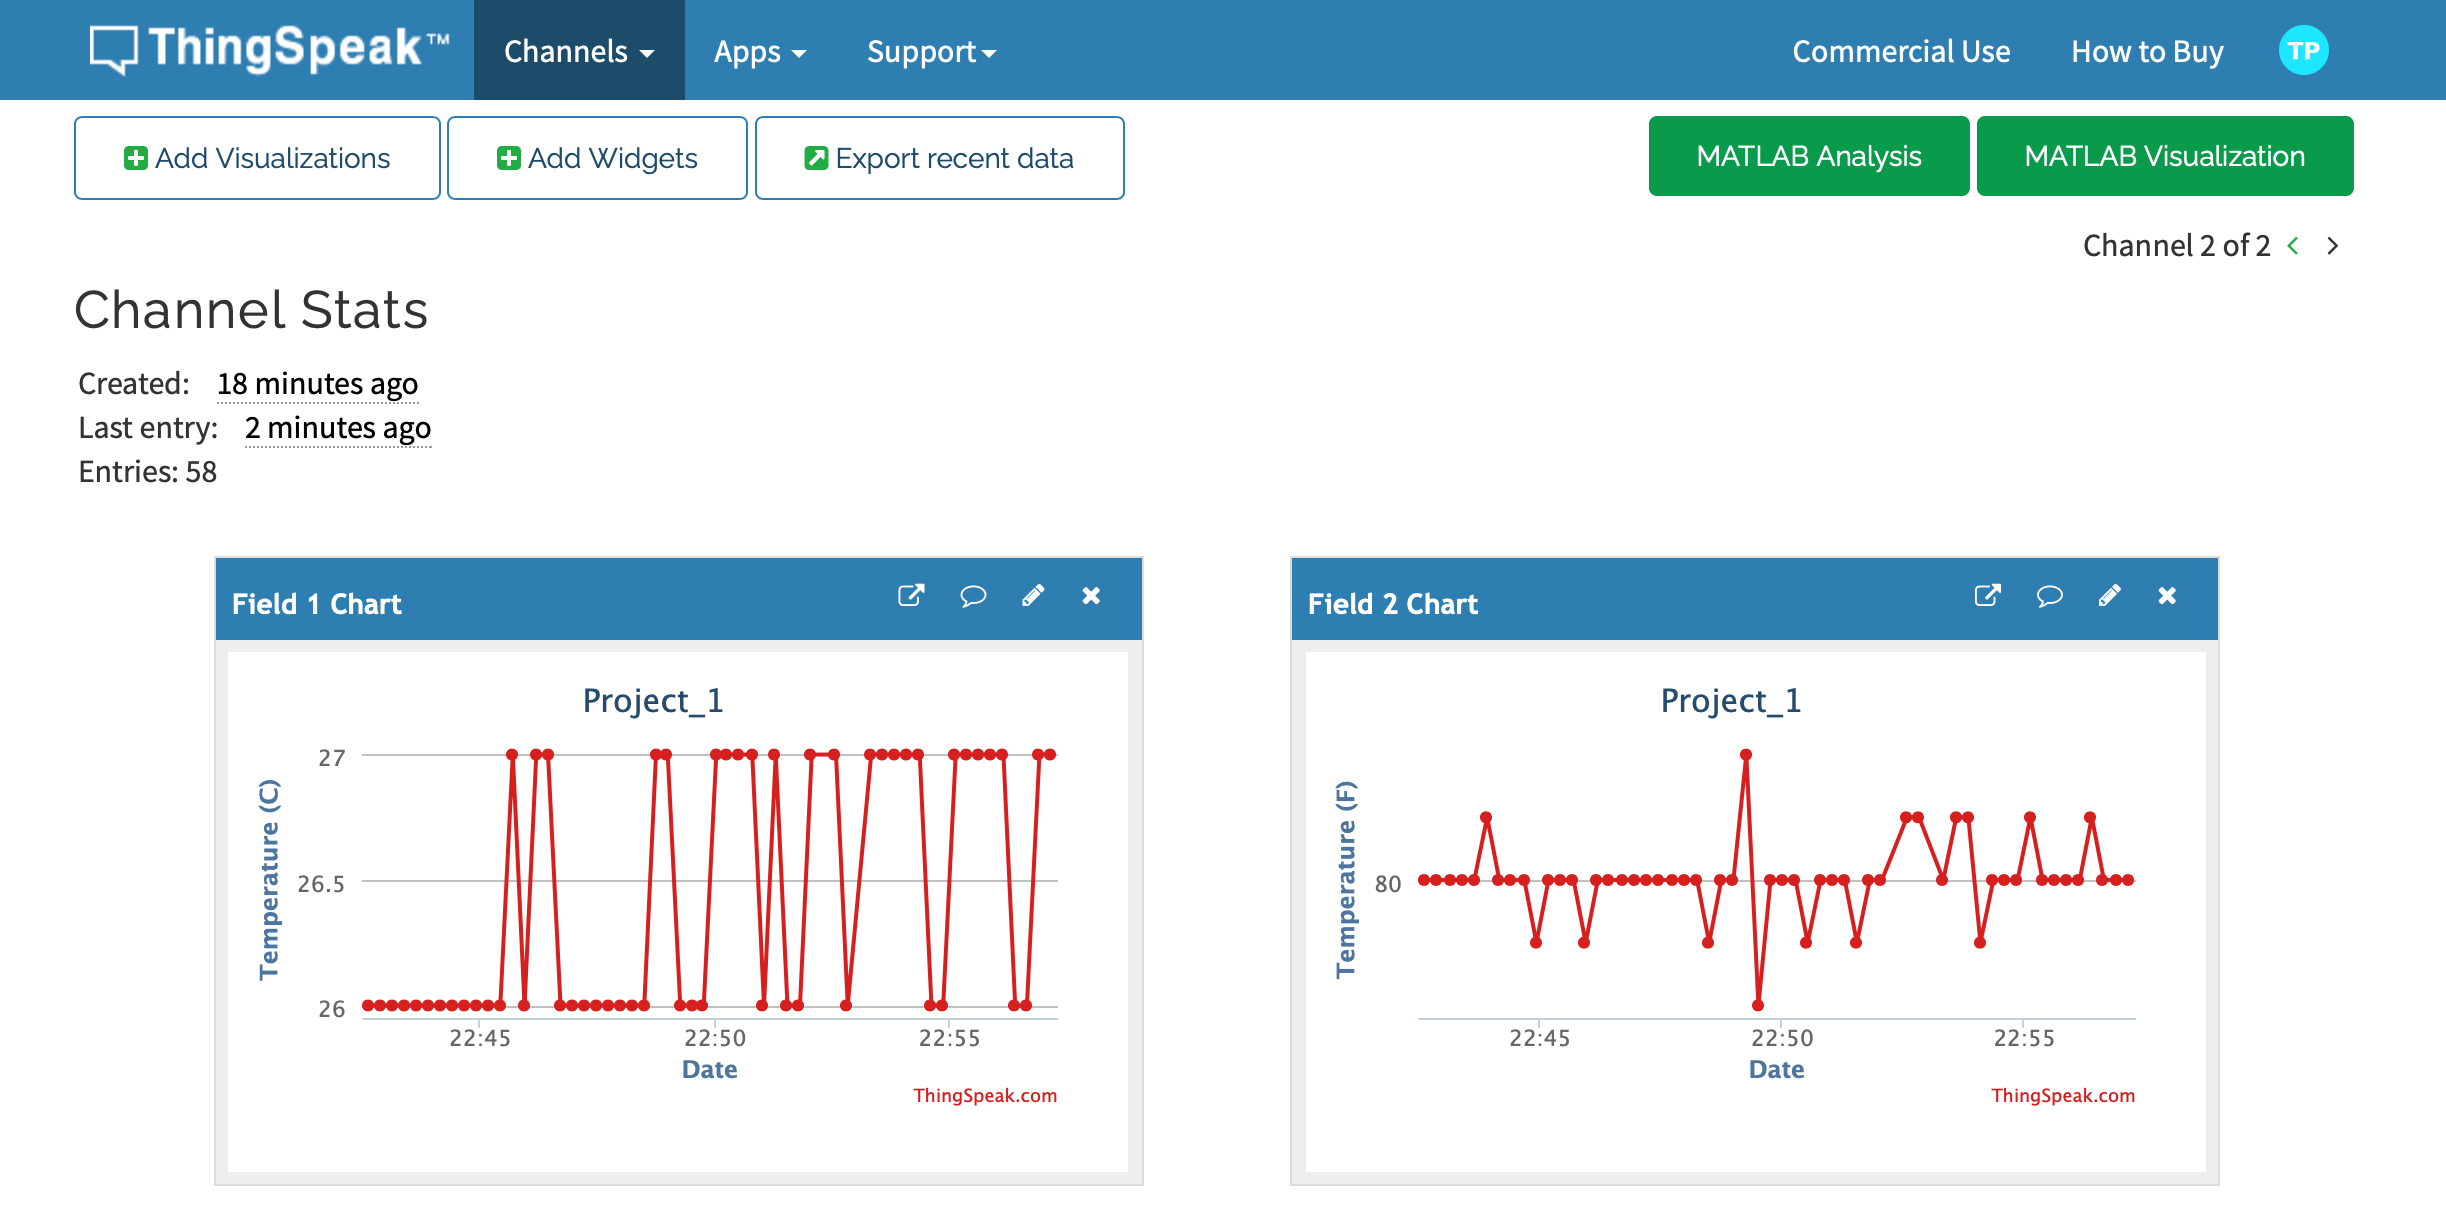 ThingSpeak™ Channels Apps Support Commercial Use How to Buy TP
Add Visualizations Add Widgets Export recent data MATLAB Analysis MATLAB Visualization
Channel 2 of 2
Channel Stats
Created: 18 minutes ago
Last entry: 2 minutes ago
Entries: 58
Field 1 Chart
Project_1
Temperature (C)
27
26.5
26
22:45 22:50 22:55
Date
ThingSpeak.com
Field 2 Chart
Project_1
Temperature (F)
80
22:45 22:50 22:55
Date
ThingSpeak.com